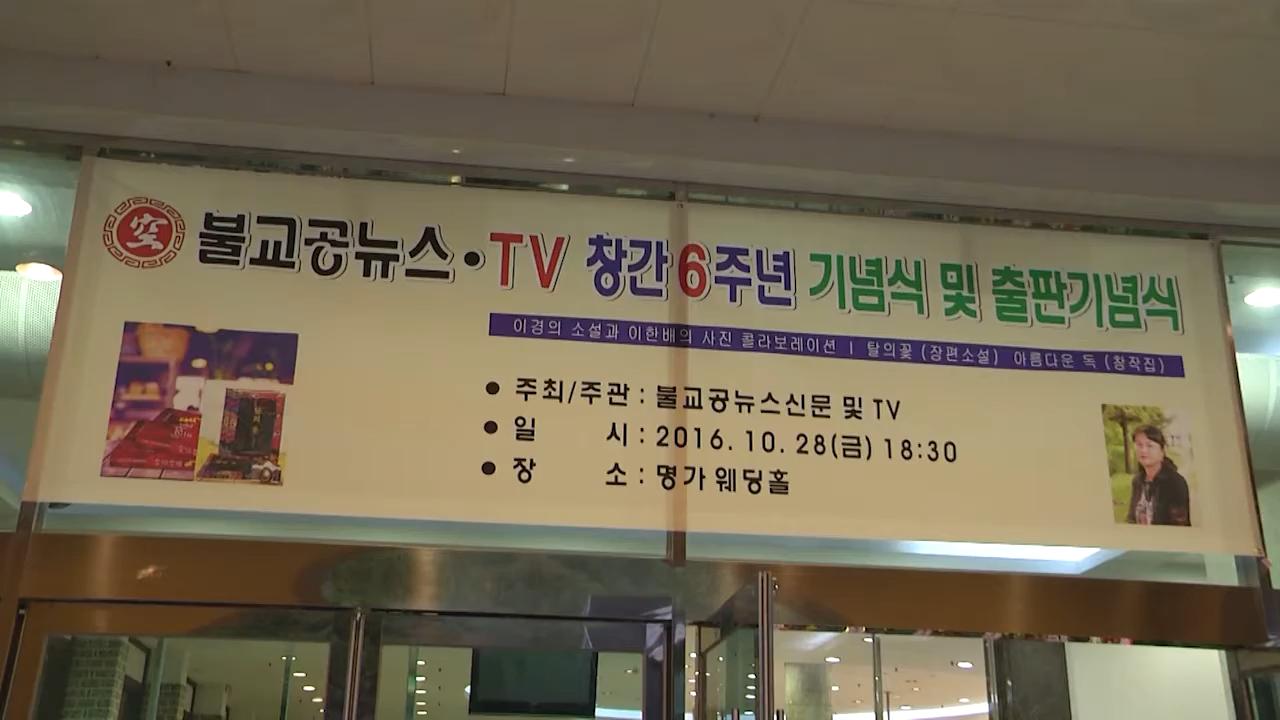 空 불교공뉴스·TV 창간 6주년 기념식 및 출판기념식
이경의 소설과 이한배의 사진 콜라보레이션 | 탈의꽃 (장편소설) 아름다운 독 (창작집)
● 주최/주관 : 불교공뉴스신문 및 TV
● 일 시 : 2016. 10. 28(금) 18:30
● 장 소 : 명가 웨딩홀